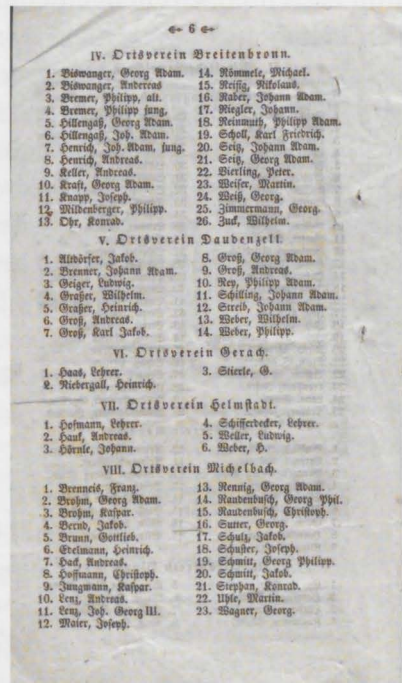 6
IV. Ortsverein Breitenbronn.
1. Biswanger, Georg Adam.
2. Biswanger, Andreas
3. Bremer, Philipp, alt.
4. Bremer, Philipp jung.
5. Hillengaß, Georg Adam.
6. Hillengaß, Joh. Adam.
7. Henrich, Joh. Adam, jung.
8. Henrich, Andreas.
9. Keller, Andreas.
10. Kraft, Georg Adam.
11. Knapp, Joseph.
12. Mildenberger, Philipp.
13. Ohr, Konrad.
14. Römmele, Michael.
15. Reisig, Nikolaus.
16. Raber, Johann Adam.
17. Riegler, Johann.
18. Reinmuth, Philipp Adam.
19. Scholl, Karl Friedrich.
20. Seitz, Johann Adam.
21. Seitz, Georg Adam.
22. Vierling, Peter.
23. Weiser, Martin.
24. Weiß, Georg.
25. Zimmermann, Georg.
26. Zuck, Wilhelm.
V. Ortsverein Daudenzell.
1. Altdörfer, Jakob.
2. Brenner, Johann Adam.
3. Geiger, Ludwig.
4. Graßer, Wilhelm.
5. Graßer, Heinrich.
6. Groß, Andreas.
7. Groß, Karl Jakob.
8. Groß, Georg Adam.
9. Groß, Andreas.
10. Ney, Philipp Adam.
11. Schilling, Johann Adam.
12. Streib, Johann Adam.
13. Weber, Wilhelm.
14. Weber, Philipp.
VI. Ortsverein Gerach.
1. Haas, Lehrer.
2. Niebergall, Heinrich.
3. Stierle, G.
VII. Ortsverein Helmstadt.
1. Hofmann, Lehrer.
2. Hauk, Andreas.
3. Hörnle, Johann.
4. Schifferdecker, Lehrer.
5. Weller, Ludwig.
6. Weber, H.
VIII. Ortsverein Michelbach.
1. Brenneis, Franz.
2. Brohm, Georg Adam.
3. Brohm, Kaspar.
4. Bernd, Jakob.
5. Brunn, Gottlieb.
6. Edelmann, Heinrich.
7. Hack, Andreas.
8. Hoffmann, Christoph.
9. Jungmann, Kaspar.
10. Lenz, Andreas.
11. Lenz, Joh. Georg III.
12. Maier, Joseph.
13. Rennig, Georg Adam.
14. Raudenbusch, Georg Phil.
15. Raudenbusch, Christoph.
16. Sutter, Georg.
17. Schulz, Jakob.
18. Schuster, Joseph.
19. Schmitt, Georg Philipp.
20. Schmitt, Jakob.
21. Stephan, Konrad.
22. Uhle, Martin.
23. Wagner, Georg.